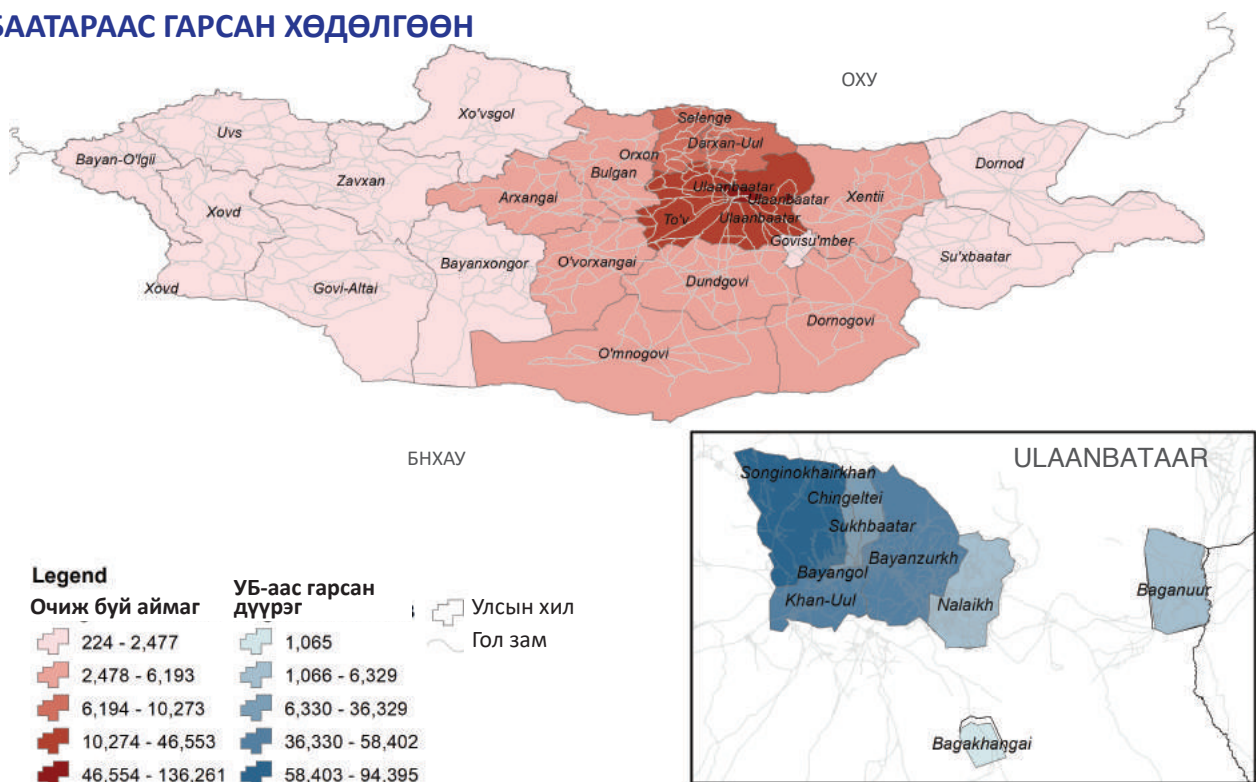 БААТАРААС ГАРСАН ХӨДӨЛГӨӨН
ОХУ
Xo'vsgol
Selenge
Uvs
Darxan-Uul
Orxon
Bayan-O'lgii
Dornod
Bulgan
Zavxan
Ulaanbaatar
Arxangai
Ulaanbaatar
Xentii
Xovd
To'v
Ulaanbaatar
Govisu'mber
Su'xbaatar
Bayanxongor
O'vorxangai
Xovd
Govi-Altai
Dundgovi
Dornogovi
O'mnogovi
БНХАУ
ULAANBATAAR
Songinokhairkhan
Chingeltei
Sukhbaatar
Bayanzurkh
Bayangol
Khan-Uul
Nalaikh
Baganuur
Bagakhangai
Legend
Очиж буй аймаг
224 - 2,477
2,478 - 6,193
6,194 - 10,273
10,274 - 46,553
46,554 - 136,261
УБ-аас гарсан
дүүрэг
1,065
1,066 - 6,329
6,330 - 36,329
36,330 - 58,402
58,403 - 94,395
Улсын хил
Гол зам